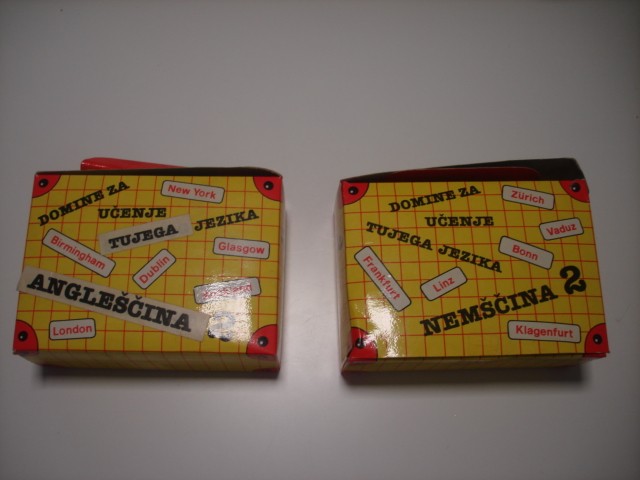 DOMINE ZA
UČENJE
TUJEGA JEZIKA
New York
Birmingham
Dublin
Glasgow
ANGLEŠČINA
London
DOMINE ZA
UČENJE
TUJEGA JEZIKA
Zürich
Vaduz
Bonn
Frankfurt
Linz
NEMŠČINA 2
Klagenfurt